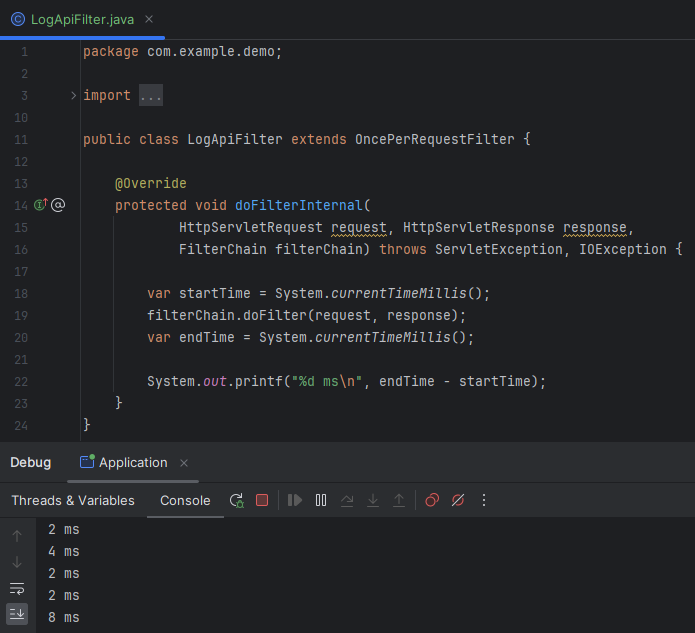 LogApiFilter.java
1 package com.example.demo;
2
3 import ...
10
11 public class LogApiFilter extends OncePerRequestFilter {
12
13 @Override
14 protected void doFilterInternal(
15 HttpServletRequest request, HttpServletResponse response,
16 FilterChain filterChain) throws ServletException, IOException {
17
18 var startTime = System.currentTimeMillis();
19 filterChain.doFilter(request, response);
20 var endTime = System.currentTimeMillis();
21
22 System.out.printf("%d ms\n", endTime - startTime);
23 }
24 }
Debug Application
Threads & Variables Console
2 ms
4 ms
2 ms
2 ms
8 ms